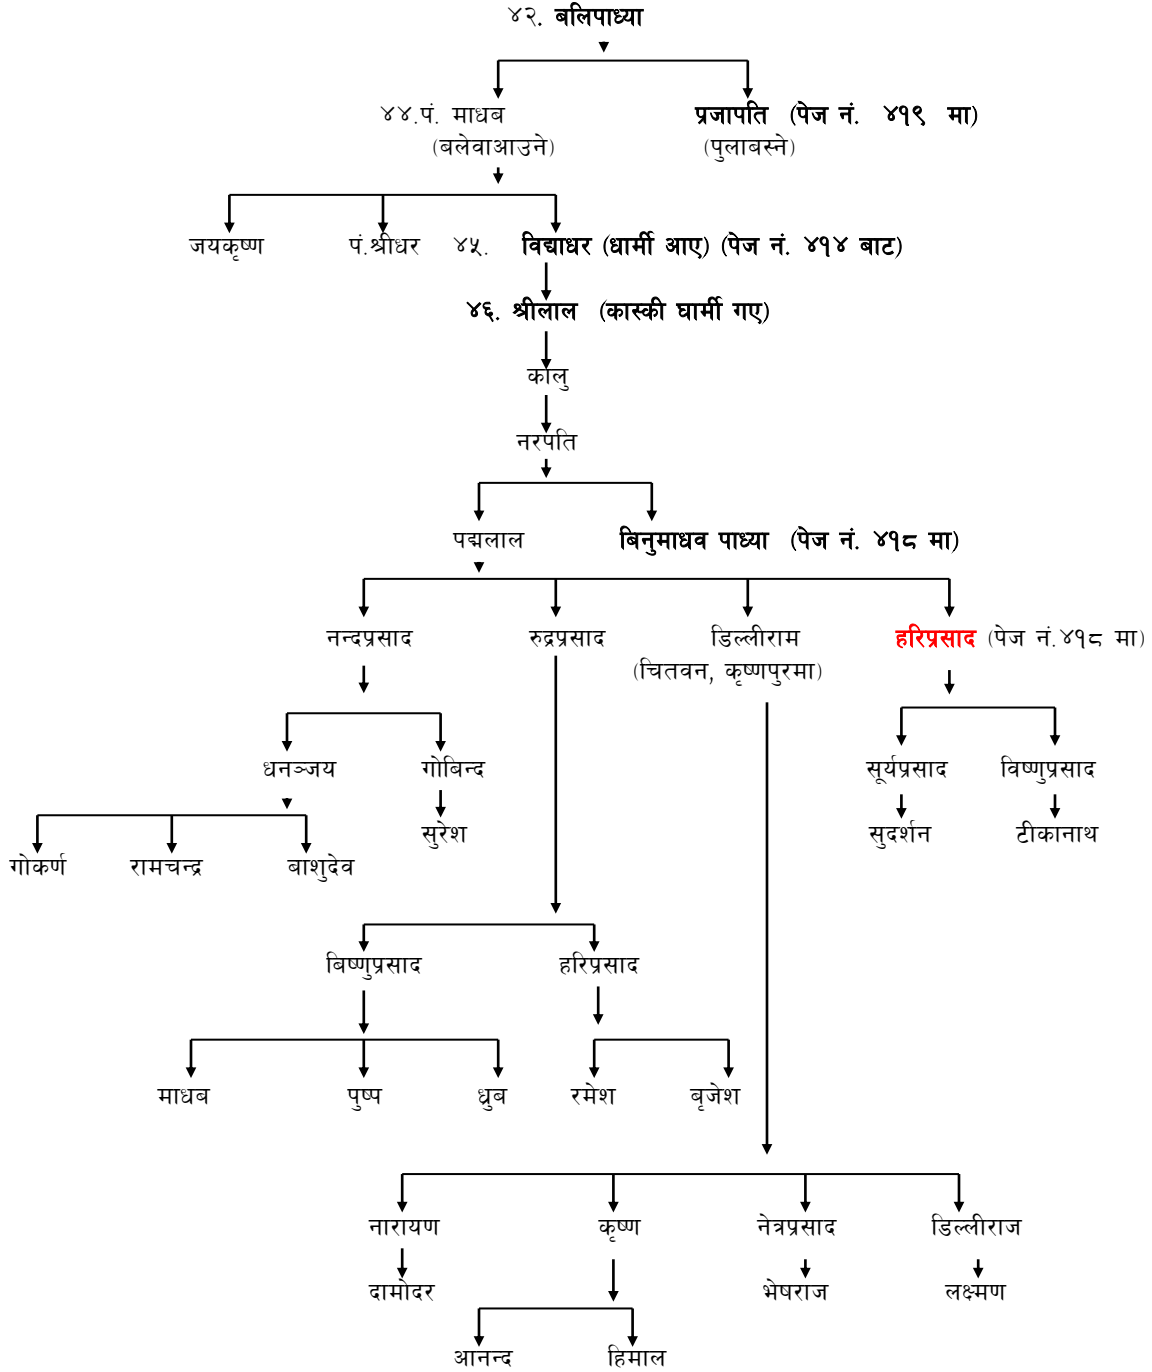 ४२. बलिपाध्या
४४.पं. माधब प्रजापति (पेज नं. ४१९ मा)
(बलेवाआउने) (पुलाबस्ने)
जयकृष्ण पं.श्रीधर ४५. विद्याधर (धार्मी आए) (पेज नं. ४१४ बाट)
४६. श्रीलाल (कास्की घार्मी गए)
कालु
नरपति
पद्मलाल बिनुमाधव पाध्या (पेज नं. ४१८ मा)
नन्दप्रसाद रुद्रप्रसाद डिल्लीराम हरिप्रसाद (पेज नं.४१८ मा)
(चितवन, कृष्णपुरमा)
धनञ्जय गोबिन्द सूर्यप्रसाद विष्णुप्रसाद
सुरेश सुदर्शन टीकानाथ
गोकर्ण रामचन्द्र बाशुदेव
बिष्णुप्रसाद हरिप्रसाद
माधब पुष्प ध्रुब रमेश बृजेश
नारायण कृष्ण नेत्रप्रसाद डिल्लीराज
दामोदर भेषराज लक्ष्मण
आनन्द हिमाल